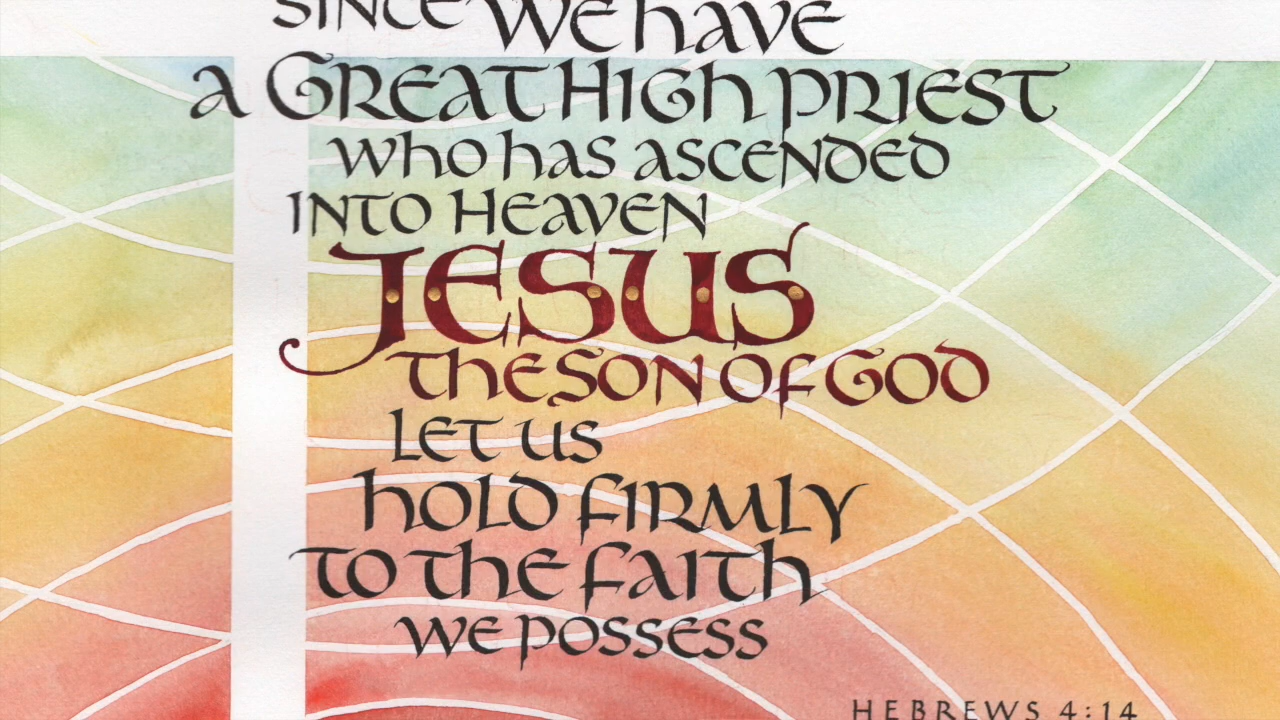 SINCE WE have
a GREAT HIGh PRIEST
who has ascENDED
INTO HEAVEN
JESUS
thE SON OF GOD
LET US
hOLD FIRMLY
TO thE FAITh
WE POSSESS
HEBREWS 4:14